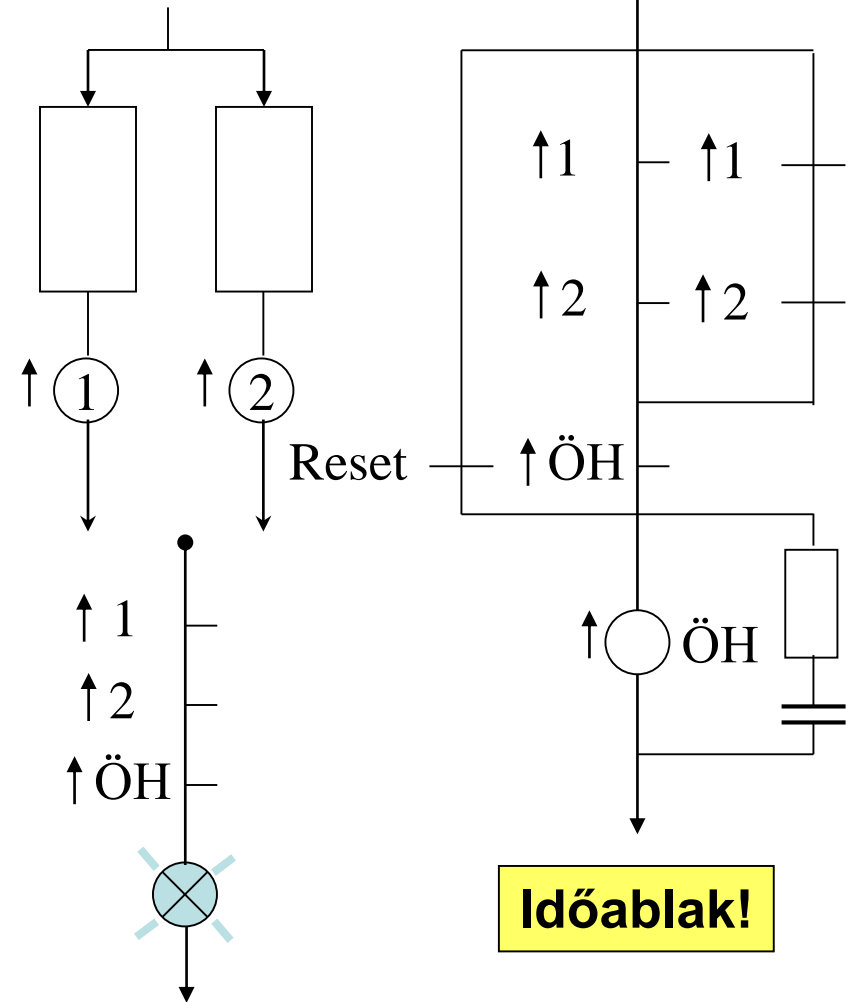 ↑1 ↑1
↑2 ↑2
↑ 1 ↑ 2
Reset ↑ ÖH
↑ 1
↑ ÖH
↑ 2
↑ ÖH
Időablak!